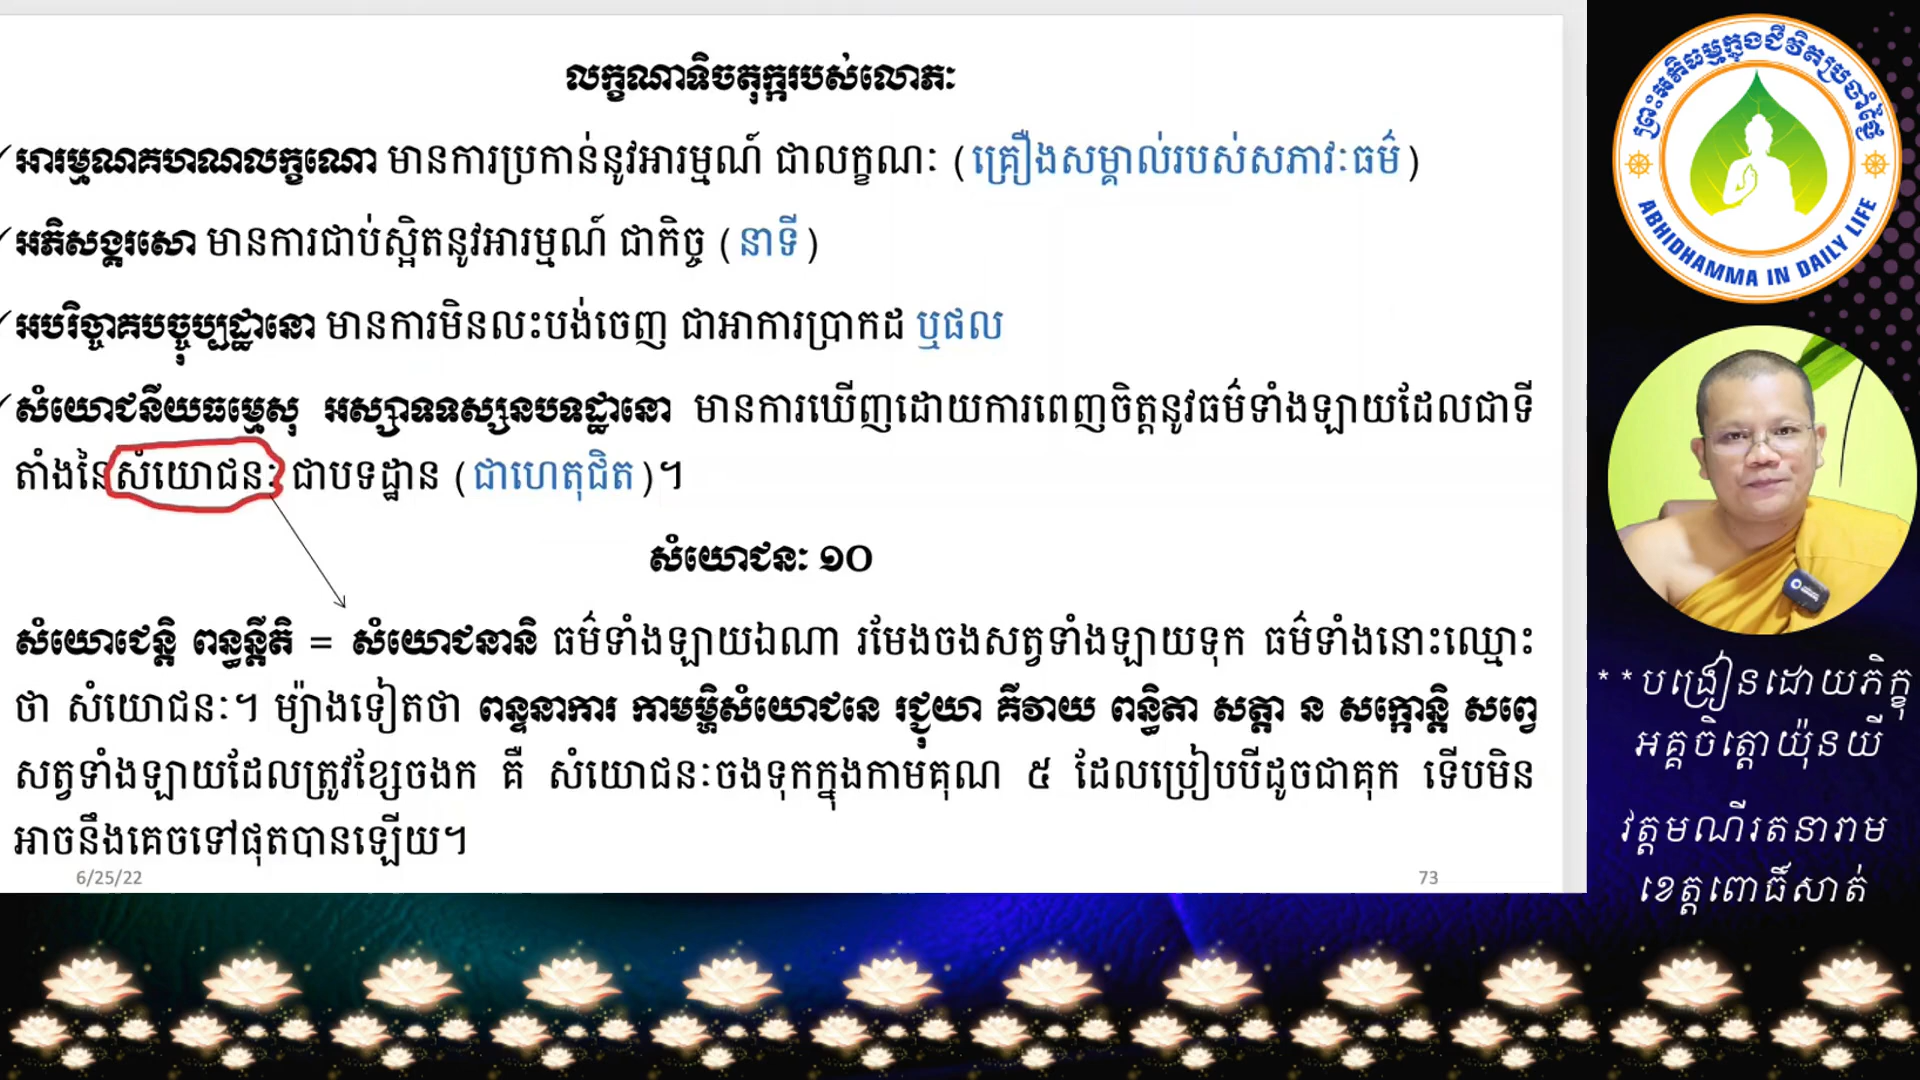 លក្ខណាទិចតុក្ករបស់លោភៈ
✓អារម្មណគហណលក្ខណោ មានការប្រកាន់នូវអារម្មណ៍ ជាលក្ខណៈ (គ្រឿងសម្គាល់របស់សភាវៈធម៌)
✓អភិសង្គរសោ មានការជាប់ស្អិតនូវអារម្មណ៍ ជាកិច្ច (នាទី)
✓អបរិច្ចាគបច្ចុប្បដ្ឋានោ មានការមិនលះបង់ចេញ ជាអាការប្រាកដ ឬផល
✓សំយោជនីយធម្មេសុ អស្សាទទស្សនបទដ្ឋានោ មានការឃើញដោយការពេញចិត្តនូវធម៌ទាំងឡាយដែលជាទី
តាំងនៃសំយោជនៈ ជាបទដ្ឋាន (ជាហេតុជិត)។
សំយោជនៈ ១០
សំយោជេន្តិ ពន្ធន្តីតិ = សំយោជនានិ ធម៌ទាំងឡាយឯណា រមែងចងសត្វទាំងឡាយទុក ធម៌ទាំងនោះឈ្មោះ
ថា សំយោជនៈ។ ម៉្យាងទៀតថា ពន្ធនាការ កាមម្ហិសំយោជនេ រជ្ជុយា គីវាយ ពន្ធិតា សត្តា ន សក្កោន្តិ សព្វេ
សត្វទាំងឡាយដែលត្រូវខ្សែចងក គឺ សំយោជនៈចងទុកក្នុងកាមគុណ ៥ ដែលប្រៀបបីដូចជាគុក ទើបមិន
អាចនឹងគេចទៅផុតបានឡើយ។
6/25/22
73
ព្រះអភិធម្មក្នុងជីវិតប្រចាំថ្ងៃ
ABHIDHAMMA IN DAILY LIFE
**បង្រៀនដោយភិក្ខុ
អគ្គចិត្តោយ៉ុនយី
វត្តមណីរតនារាម
ខេត្តពោធិ៍សាត់